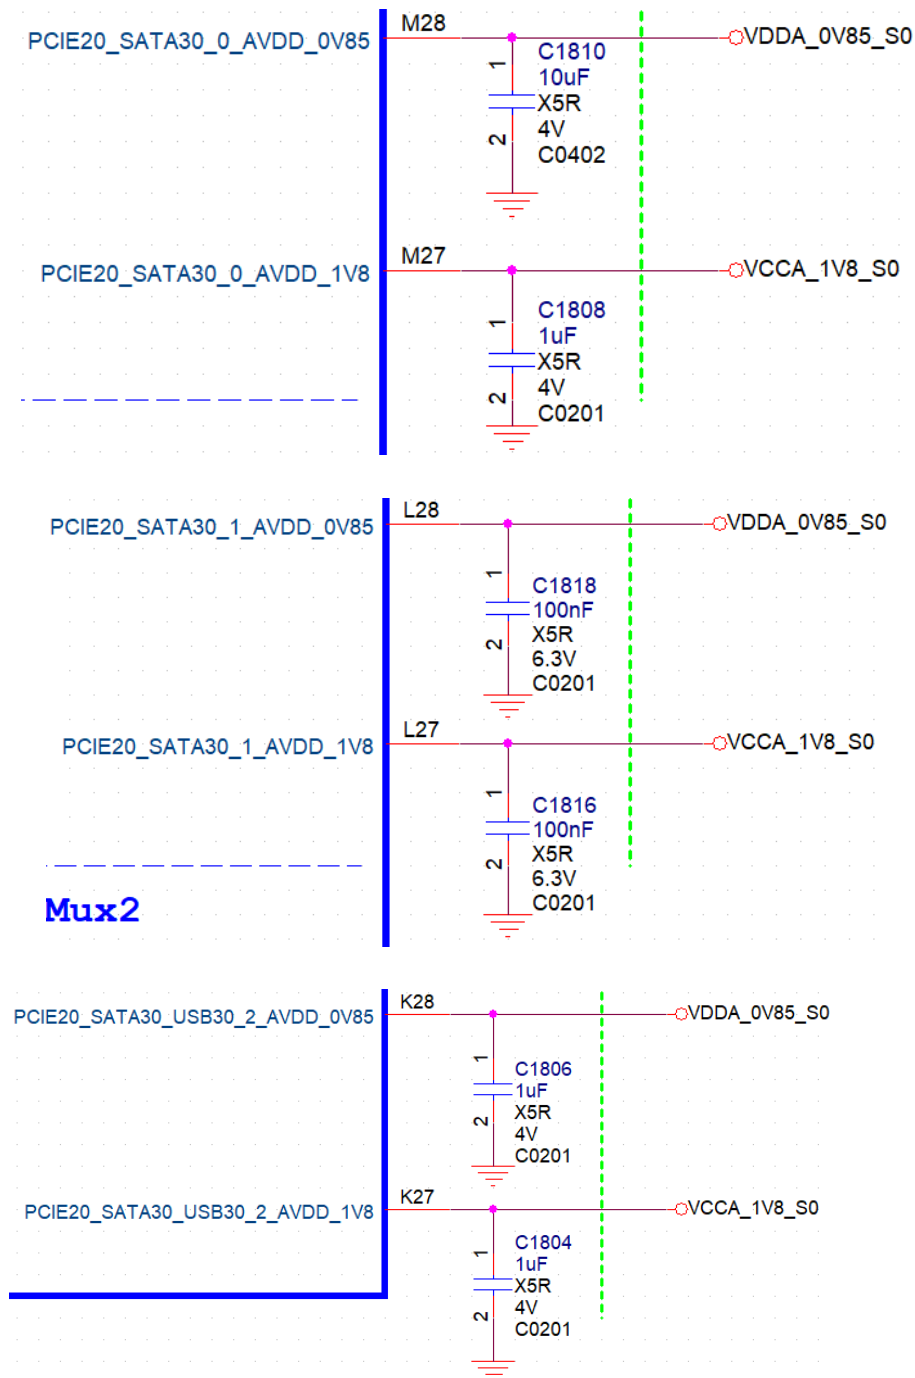 PCIE20_SATA30_0_AVDD_0V85
M28
VDDA_0V85_S0
1
C1810
10uF
X5R
4V
2
C0402
PCIE20_SATA30_0_AVDD_1V8
M27
VCCA_1V8_S0
1
C1808
1uF
X5R
4V
2
C0201
PCIE20_SATA30_1_AVDD_0V85
L28
VDDA_0V85_S0
1
C1818
100nF
X5R
2
6.3V
C0201
PCIE20_SATA30_1_AVDD_1V8
L27
VCCA_1V8_S0
1
C1816
100nF
X5R
2
6.3V
C0201
Mux2
PCIE20_SATA30_USB30_2_AVDD_0V85
K28
VDDA_0V85_S0
1
C1806
1uF
X5R
2
4V
C0201
PCIE20_SATA30_USB30_2_AVDD_1V8
K27
VCCA_1V8_S0
1
C1804
1uF
X5R
2
4V
C0201